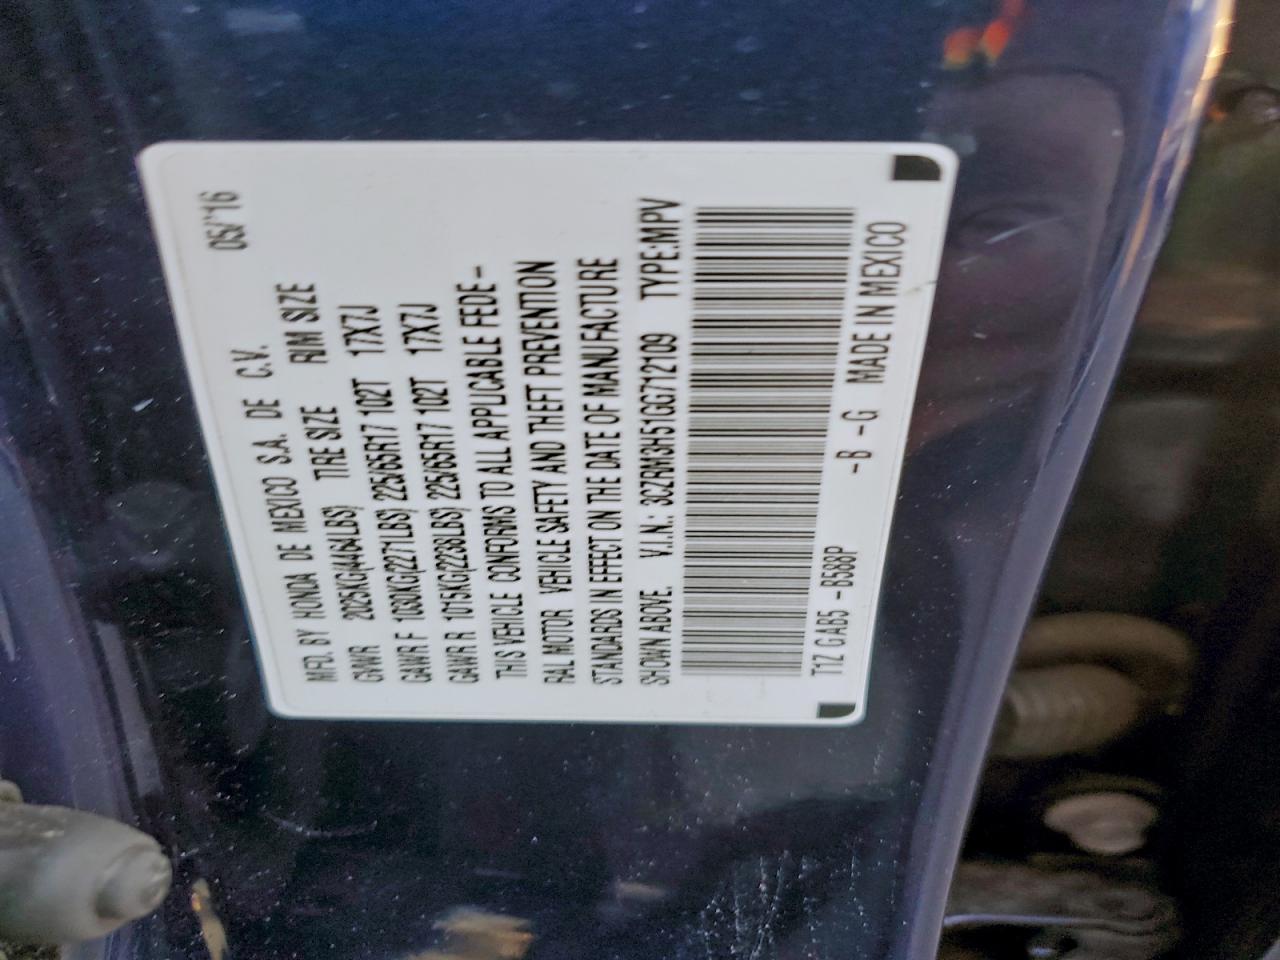 05/'16
MFD. BY HONDA DE MEXICO S.A. DE C.V.
GVWR 2025KG(4464LBS) TIRE SIZE RIM SIZE
GAWR F 1030KG(2271LBS) 225/65R17 102T 17X7J
GAWR R 1015KG(2238LBS) 225/65R17 102T 17X7J
THIS VEHICLE CONFORMS TO ALL APPLICABLE FEDE-
RAL MOTOR VEHICLE SAFETY AND THEFT PREVENTION
STANDARDS IN EFFECT ON THE DATE OF MANUFACTURE
SHOWN ABOVE. V.I.N.: 3CZRM3H51GG712109 TYPE:MPV
T1Z GAB5 -B588P -B -G MADE IN MEXICO